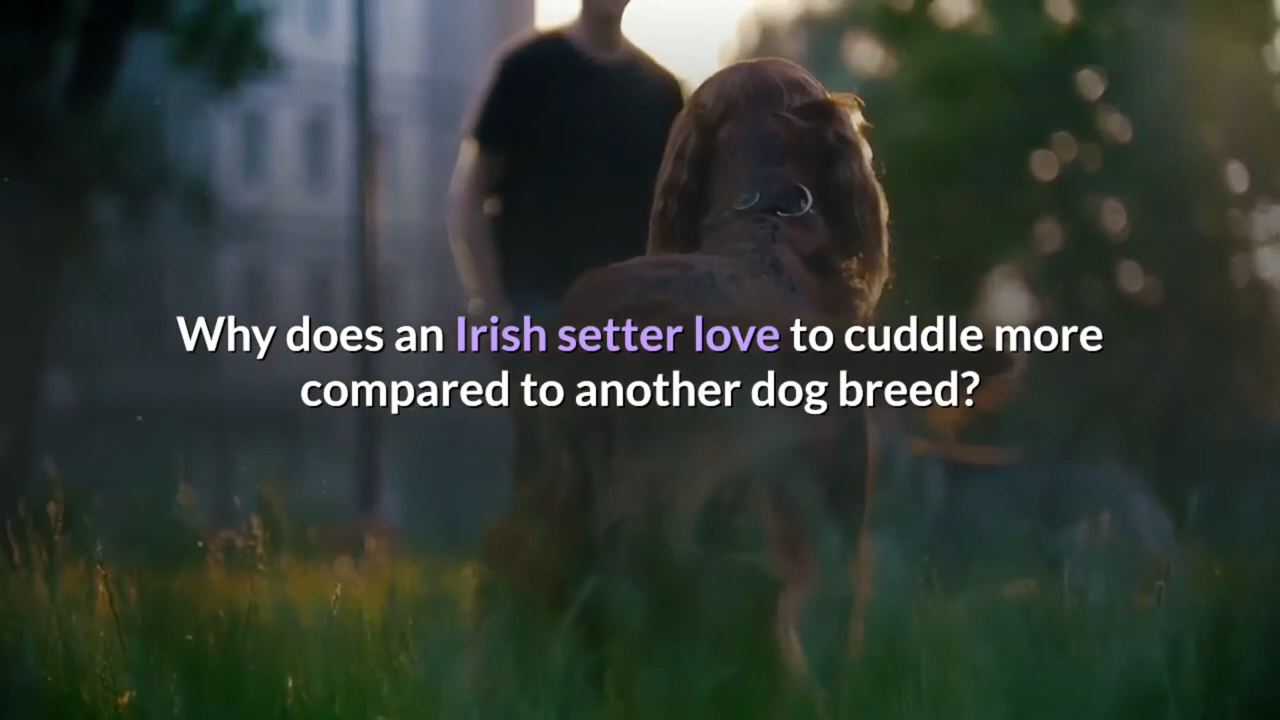 Why does an Irish setter love to cuddle more
compared to another dog breed?